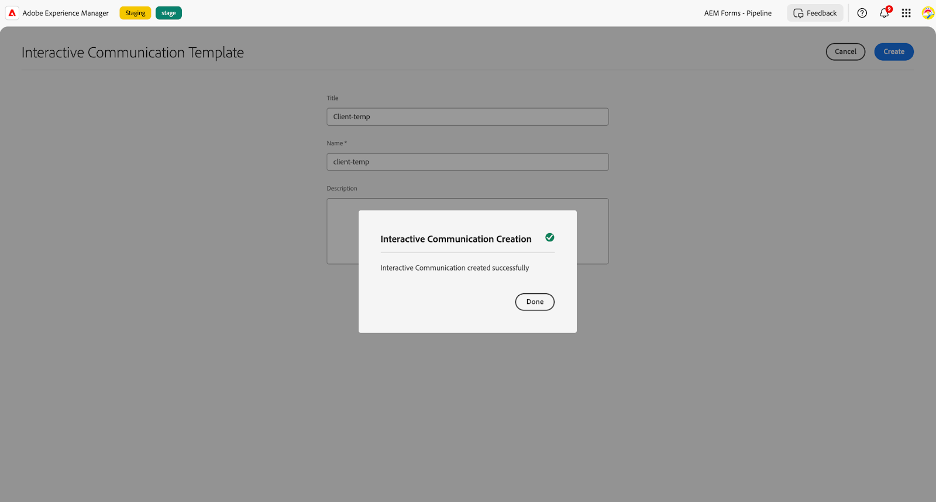 Adobe Experience Manager
Staging
stage
AEM Forms - Pipeline
Feedback
9
Interactive Communication Template
Cancel
Create
Title
Client-temp
Name *
client-temp
Description
Interactive Communication Creation
Interactive Communication created successfully
Done